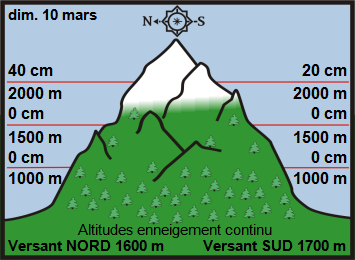 dim. 10 mars
N S
40 cm 20 cm
2000 m 2000 m
0 cm 0 cm
1500 m 1500 m
0 cm 0 cm
1000 m 1000 m
Altitudes enneigement continu
Versant NORD 1600 m Versant SUD 1700 m